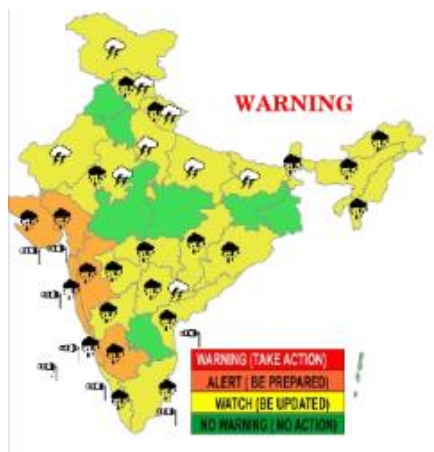 WARNING
WARNING (TAKE ACTION)
ALERT ( BE PREPARED)
WATCH (BE UPDATED)
NO WARNING ( NO ACTION)